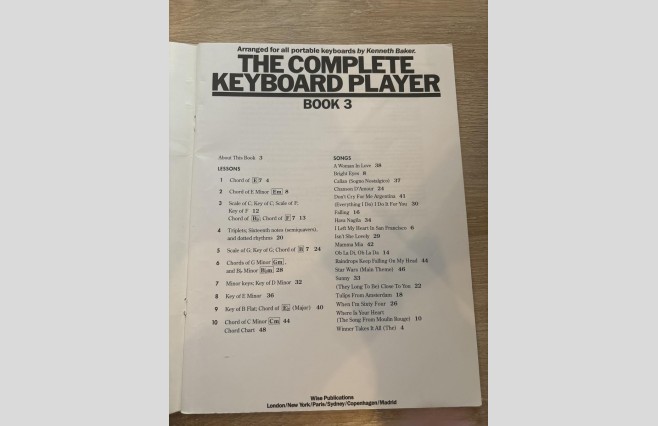 Arranged for all portable keyboards by Kenneth Baker.
THE COMPLETE
KEYBOARD PLAYER
BOOK 3
About This Book 3
LESSONS
1 Chord of E7 4
2 Chord of E Minor Em 8
3 Scale of C; Key of C; Scale of F;
Key of F 12
Chord of B♭; Chord of F7 13
4 Triplets; Sixteenth notes (semiquavers),
and dotted rhythms 20
5 Scale of G; Key of G; Chord of B7 24
6 Chords of G Minor Gm,
and B♭ Minor B♭m 28
7 Minor keys; Key of D Minor 32
8 Key of E Minor 36
9 Key of B Flat; Chord of E♭ (Major) 40
10 Chord of C Minor Cm 44
Chord Chart 48
SONGS
A Woman In Love 38
Bright Eyes 8
Callan (Sogno Nostalgico) 37
Chanson D'Amour 24
Don't Cry For Me Argentina 41
(Everything I Do) I Do It For You 30
Falling 16
Hava Nagila 34
I Left My Heart In San Francisco 6
Isn't She Lovely 29
Mamma Mia 42
Ob La Di, Ob La Da 14
Raindrops Keep Falling On My Head 44
Star Wars (Main Theme) 46
Sunny 33
(They Long To Be) Close To You 22
Tulips From Amsterdam 18
When I'm Sixty Four 26
Where Is Your Heart
(The Song From Moulin Rouge) 10
Winner Takes It All (The) 4
Wise Publications
London/New York/Paris/Sydney/Copenhagen/Madrid